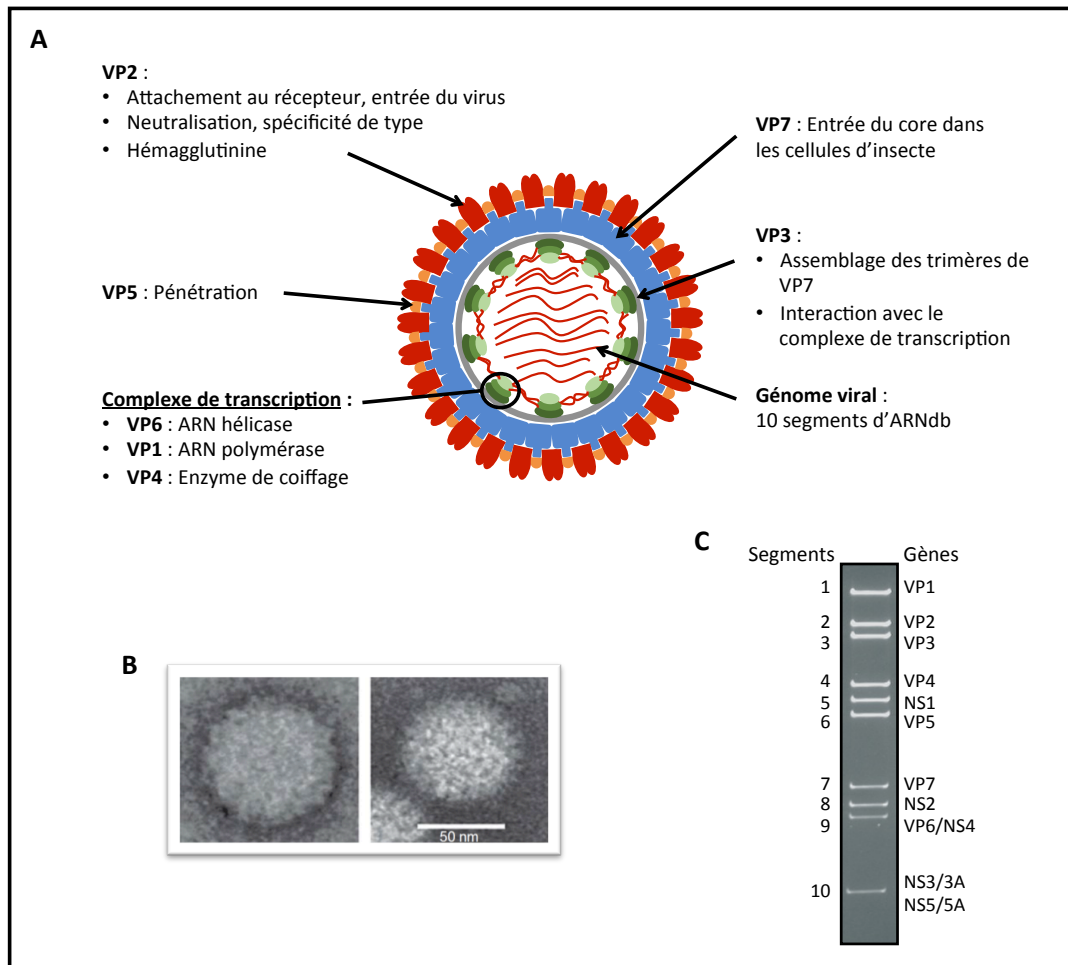 A
VP2 :
• Attachement au récepteur, entrée du virus
• Neutralisation, spécificité de type
• Hémagglutinine
VP7 : Entrée du core dans
les cellules d’insecte
VP3 :
• Assemblage des trimères de
VP7
• Interaction avec le
complexe de transcription
VP5 : Pénétration
Complexe de transcription :
• VP6 : ARN hélicase
• VP1 : ARN polymérase
• VP4 : Enzyme de coiffage
Génome viral :
10 segments d’ARNdb
B
50 nm
C
Segments Gènes
1 VP1
2 VP2
3 VP3
4 VP4
5 NS1
6 VP5
7 VP7
8 NS2
9 VP6/NS4
10 NS3/3A
NS5/5A